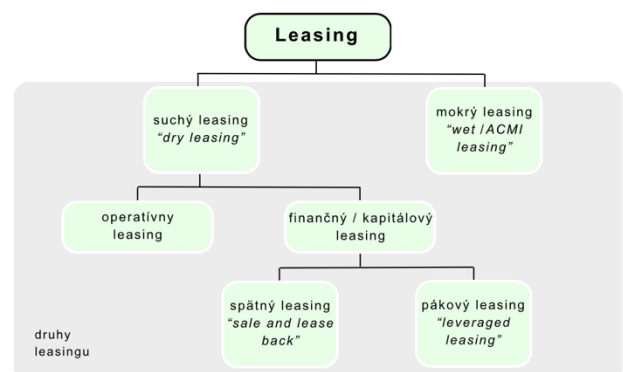 Leasing
suchý leasing
“dry leasing”
mokrý leasing
“wet /ACMI
leasing”
operatívny
leasing
finančný / kapitálový
leasing
spätný leasing
“sale and lease
back”
pákový leasing
“leveraged
leasing”
druhy
leasingu